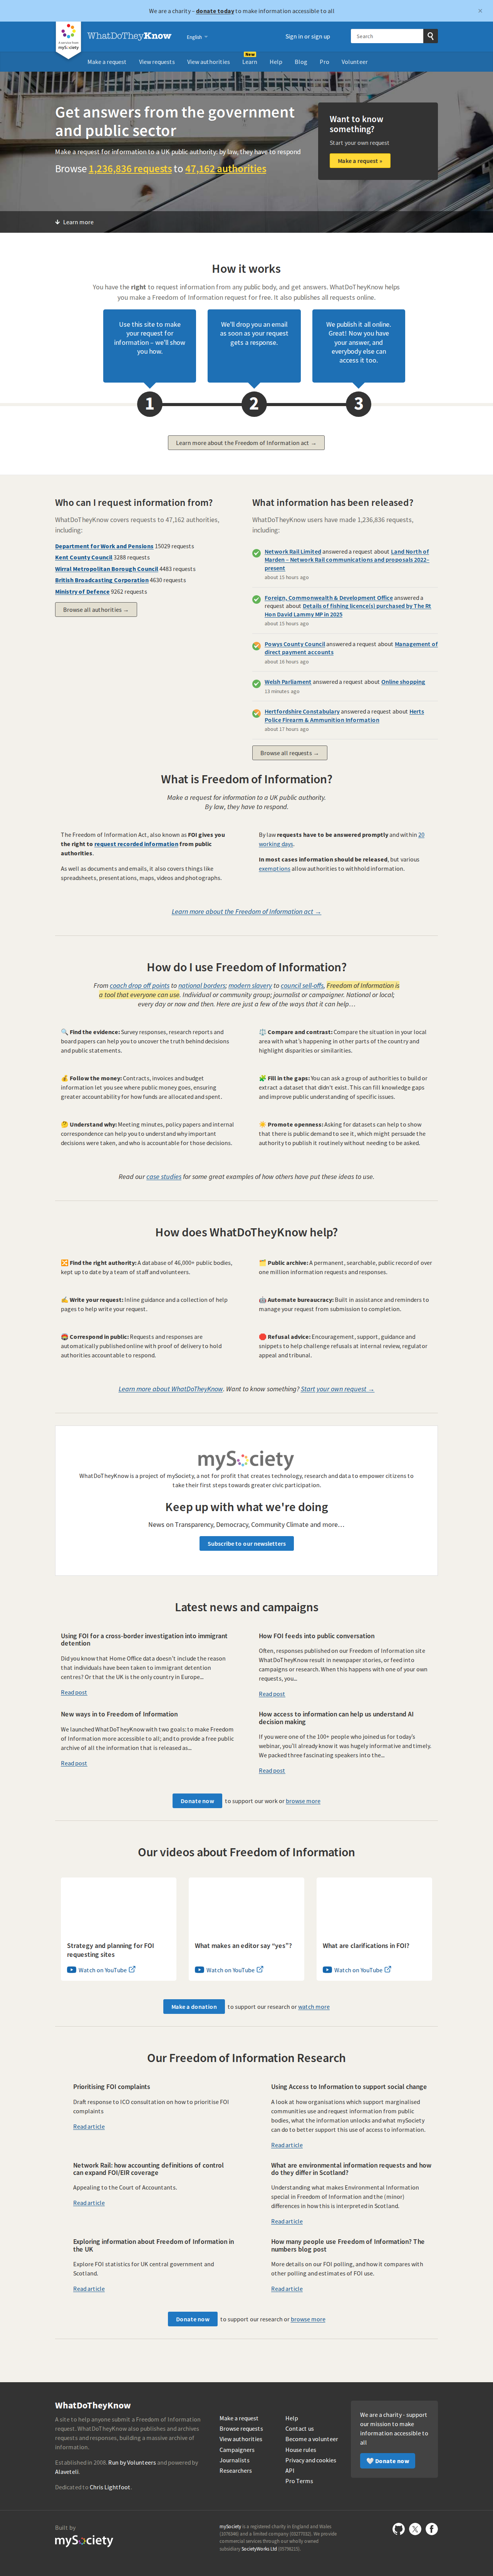 We are a charity – donate today to make information accessible to all
×
mySociety
WhatDoTheyKnow
English
Sign in or sign up
Search
New
Make a request
View requests
View authorities
Learn
Help
Blog
Pro
Volunteer
Get answers from the government
and public sector
Make a request for information to a UK public authority: by law, they have to respond
Browse 1,236,836 requests to 47,162 authorities
Want to know
something?
Start your own request
Make a request »
Learn more
How it works
You have the right to request information from any public body, and get answers. WhatDoTheyKnow helps
you make a Freedom of Information request for free. It also publishes all requests online.
Use this site to make
your request for
information – we'll show
you how.
We'll drop you an email
as soon as your request
gets a response.
We publish it all online.
Great! Now you have
your answer, and
everybody else can
access it too.
1
2
3
Learn more about the Freedom of Information act →
Who can I request information from?
WhatDoTheyKnow covers requests to 47,162 authorities,
including:
Department for Work and Pensions 15029 requests
Kent County Council 3288 requests
Wirral Metropolitan Borough Council 4483 requests
British Broadcasting Corporation 4630 requests
Ministry of Defence 9262 requests
Browse all authorities →
What information has been released?
WhatDoTheyKnow users have made 1,236,836 requests,
including:
Network Rail Limited answered a request about Land North of
Marden – Network Rail communications and proposals 2022–
present
about 15 hours ago
Foreign, Commonwealth & Development Office answered a
request about Details of fishing licence(s) purchased by The Rt
Hon David Lammy MP in 2025
about 15 hours ago
Powys County Council answered a request about Management of
direct payment accounts
about 16 hours ago
Welsh Parliament answered a request about Online shopping
13 minutes ago
Hertfordshire Constabulary answered a request about Herts
Police Firearm & Ammunition Information
about 17 hours ago
Browse all requests →
What is Freedom of Information?
Make a request for information to a UK public authority.
By law, they have to respond.
The Freedom of Information Act, also known as FOI gives you
the right to request recorded information from public
authorities.
As well as documents and emails, it also covers things like
spreadsheets, presentations, maps, videos and photographs.
By law requests have to be answered promptly and within 20
working days.
In most cases information should be released, but various
exemptions allow authorities to withhold information.
Learn more about the Freedom of Information act →
How do I use Freedom of Information?
From coach drop off points to national borders; modern slavery to council sell-offs, Freedom of Information is
a tool that everyone can use. Individual or community group; journalist or campaigner. National or local;
every day or now and then. Here are just a few of the ways that it can help…
🔍 Find the evidence: Survey responses, research reports and
board papers can help you to uncover the truth behind decisions
and public statements.
💰 Follow the money: Contracts, invoices and budget
information let you see where public money goes, ensuring
greater accountability for how funds are allocated and spent.
🤔 Understand why: Meeting minutes, policy papers and internal
correspondence can help you to understand why important
decisions were taken, and who is accountable for those decisions.
⚖️ Compare and contrast: Compare the situation in your local
area with what's happening in other parts of the country and
highlight disparities or similarities.
🧩 Fill in the gaps: You can ask a group of authorities to build or
extract a dataset that didn't exist. This can fill knowledge gaps
and improve public understanding of specific issues.
☀️ Promote openness: Asking for datasets can help to show
that there is public demand to see it, which might persuade the
authority to publish it routinely without needing to be asked.
Read our case studies for some great examples of how others have put these ideas to use.
How does WhatDoTheyKnow help?
🔀 Find the right authority: A database of 46,000+ public bodies,
kept up to date by a team of staff and volunteers.
✍️ Write your request: Inline guidance and a collection of help
pages to help write your request.
📬 Correspond in public: Requests and responses are
automatically published online with proof of delivery to hold
authorities accountable to respond.
🗂️ Public archive: A permanent, searchable, public record of over
one million information requests and responses.
🤖 Automate bureaucracy: Built in assistance and reminders to
manage your request from submission to completion.
🛑 Refusal advice: Encouragement, support, guidance and
snippets to help challenge refusals at internal review, regulator
appeal and tribunal.
Learn more about WhatDoTheyKnow. Want to know something? Start your own request →
mySociety
WhatDoTheyKnow is a project of mySociety, a not for profit that creates technology, research and data to empower citizens to
take their first steps towards greater civic participation.
Keep up with what we're doing
News on Transparency, Democracy, Community Climate and more…
Subscribe to our newsletters
Latest news and campaigns
Using FOI for a cross-border investigation into immigrant
detention
Did you know that Home Office data doesn't include the reason
that individuals have been taken to immigrant detention
centres? Or that the UK is the only country in Europe...
Read post
How FOI feeds into public conversation
Often, responses published on our Freedom of Information site
WhatDoTheyKnow result in newspaper stories, or feed into
campaigns or research. When this happens with one of your own
requests, you...
Read post
New ways in to Freedom of Information
We launched WhatDoTheyKnow with two goals: to make Freedom
of Information more accessible to all; and to provide a free public
archive of all the information that is released as...
Read post
How access to information can help us understand AI
decision making
If you were one of the 100+ people who joined us for today's
webinar, you'll already know it was hugely informative and timely.
We packed three fascinating speakers into the...
Read post
Donate now to support our work or browse more
Our videos about Freedom of Information
Strategy and planning for FOI
requesting sites
Watch on YouTube
What makes an editor say “yes”?
Watch on YouTube
What are clarifications in FOI?
Watch on YouTube
Make a donation to support our research or watch more
Our Freedom of Information Research
Prioritising FOI complaints
Draft response to ICO consultation on how to prioritise FOI
complaints
Read article
Using Access to Information to support social change
A look at how organisations which support marginalised
communities use and request information from public
bodies, what the information unlocks and what mySociety
can do to better support this use of access to information.
Read article
Network Rail: how accounting definitions of control
can expand FOI/EIR coverage
Appealing to the Court of Accountants.
Read article
What are environmental information requests and how
do they differ in Scotland?
Understanding what makes Environmental Information
special in Freedom of Information and the (minor)
differences in how this is interpreted in Scotland.
Read article
Exploring information about Freedom of Information in
the UK
Explore FOI statistics for UK central government and
Scotland.
Read article
How many people use Freedom of Information? The
numbers blog post
More details on our FOI polling, and how it compares with
other polling and estimates of FOI use.
Read article
Donate now to support our research or browse more
WhatDoTheyKnow
A site to help anyone submit a Freedom of Information
request. WhatDoTheyKnow also publishes and archives
requests and responses, building a massive archive of
information.
Established in 2008. Run by Volunteers and powered by
Alaveteli.
Dedicated to Chris Lightfoot.
Make a request
Browse requests
View authorities
Campaigners
Journalists
Researchers
Help
Contact us
Become a volunteer
House rules
Privacy and cookies
API
Pro Terms
We are a charity - support
our mission to make
information accessible to
all
🤍 Donate now
Built by
mySociety
mySociety is a registered charity in England and Wales
(1076346) and a limited company (03277032). We provide
commercial services through our wholly owned
subsidiary SocietyWorks Ltd (05798215).